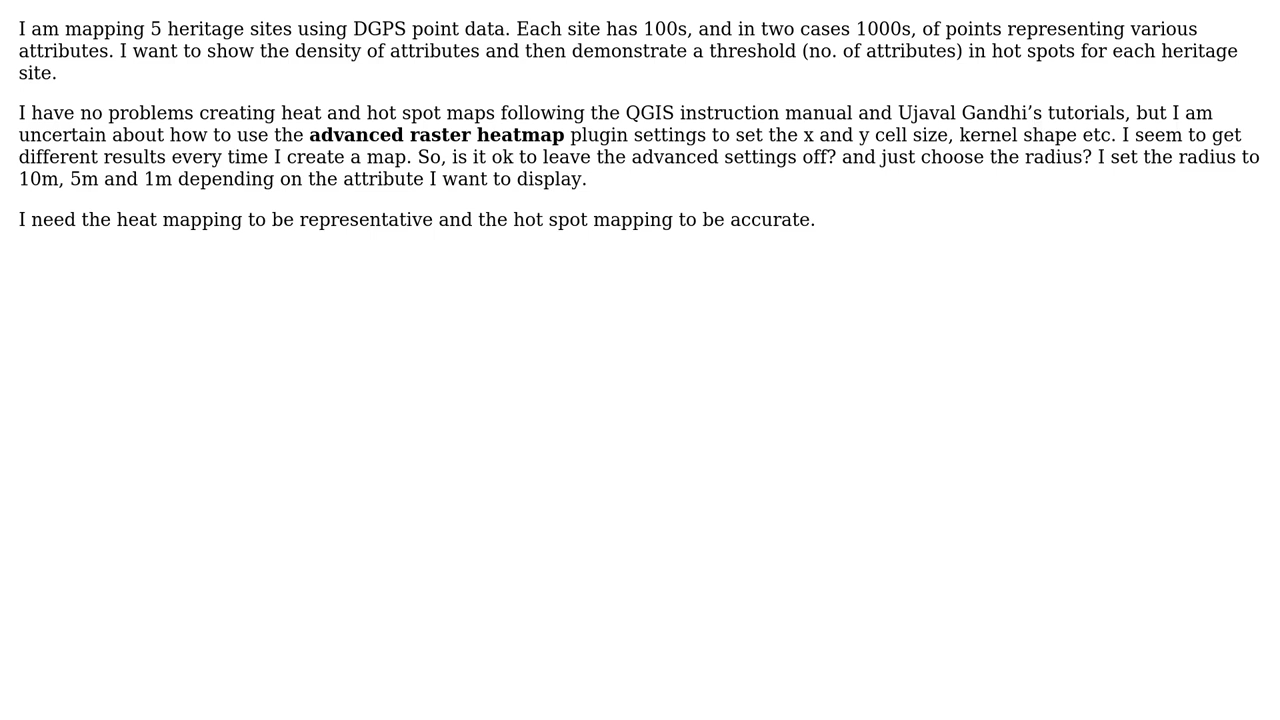 I am mapping 5 heritage sites using DGPS point data. Each site has 100s, and in two cases 1000s, of points representing various
attributes. I want to show the density of attributes and then demonstrate a threshold (no. of attributes) in hot spots for each heritage
site.
I have no problems creating heat and hot spot maps following the QGIS instruction manual and Ujaval Gandhi’s tutorials, but I am
uncertain about how to use the advanced raster heatmap plugin settings to set the x and y cell size, kernel shape etc. I seem to get
different results every time I create a map. So, is it ok to leave the advanced settings off? and just choose the radius? I set the radius to
10m, 5m and 1m depending on the attribute I want to display.
I need the heat mapping to be representative and the hot spot mapping to be accurate.